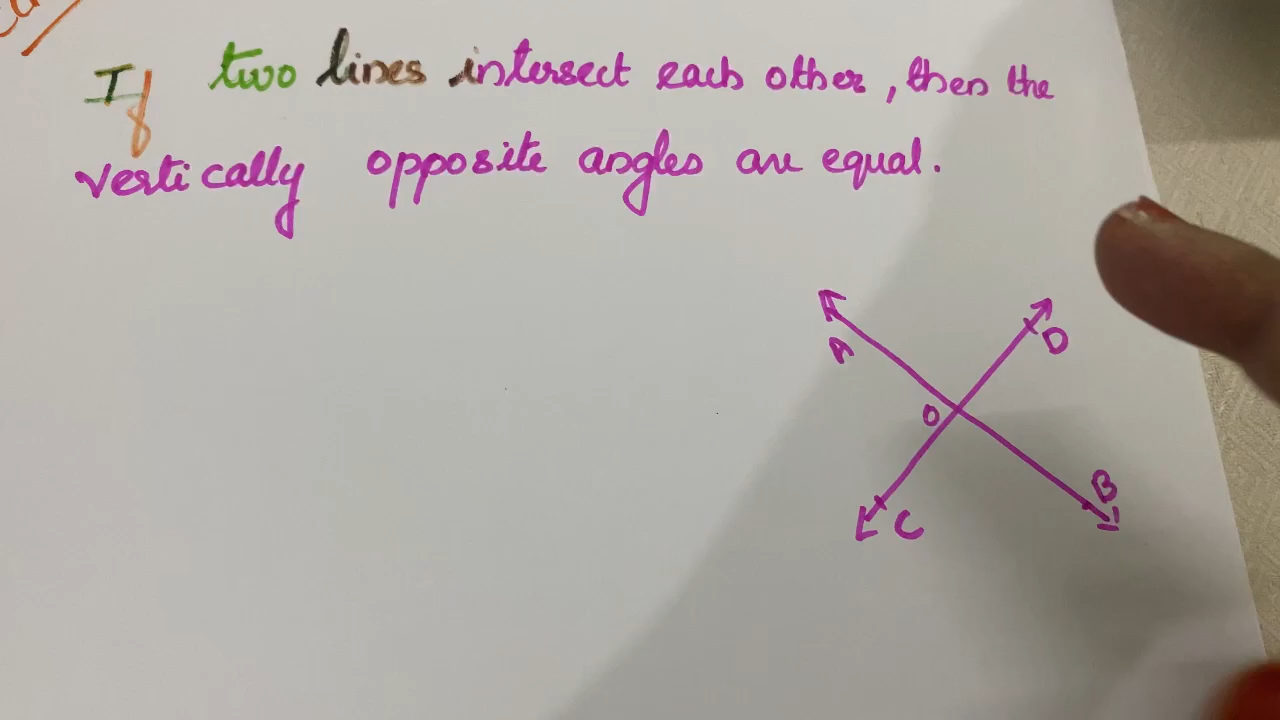 If two lines intersect each other, then the
vertically opposite angles are equal.
A
D
O
B
C